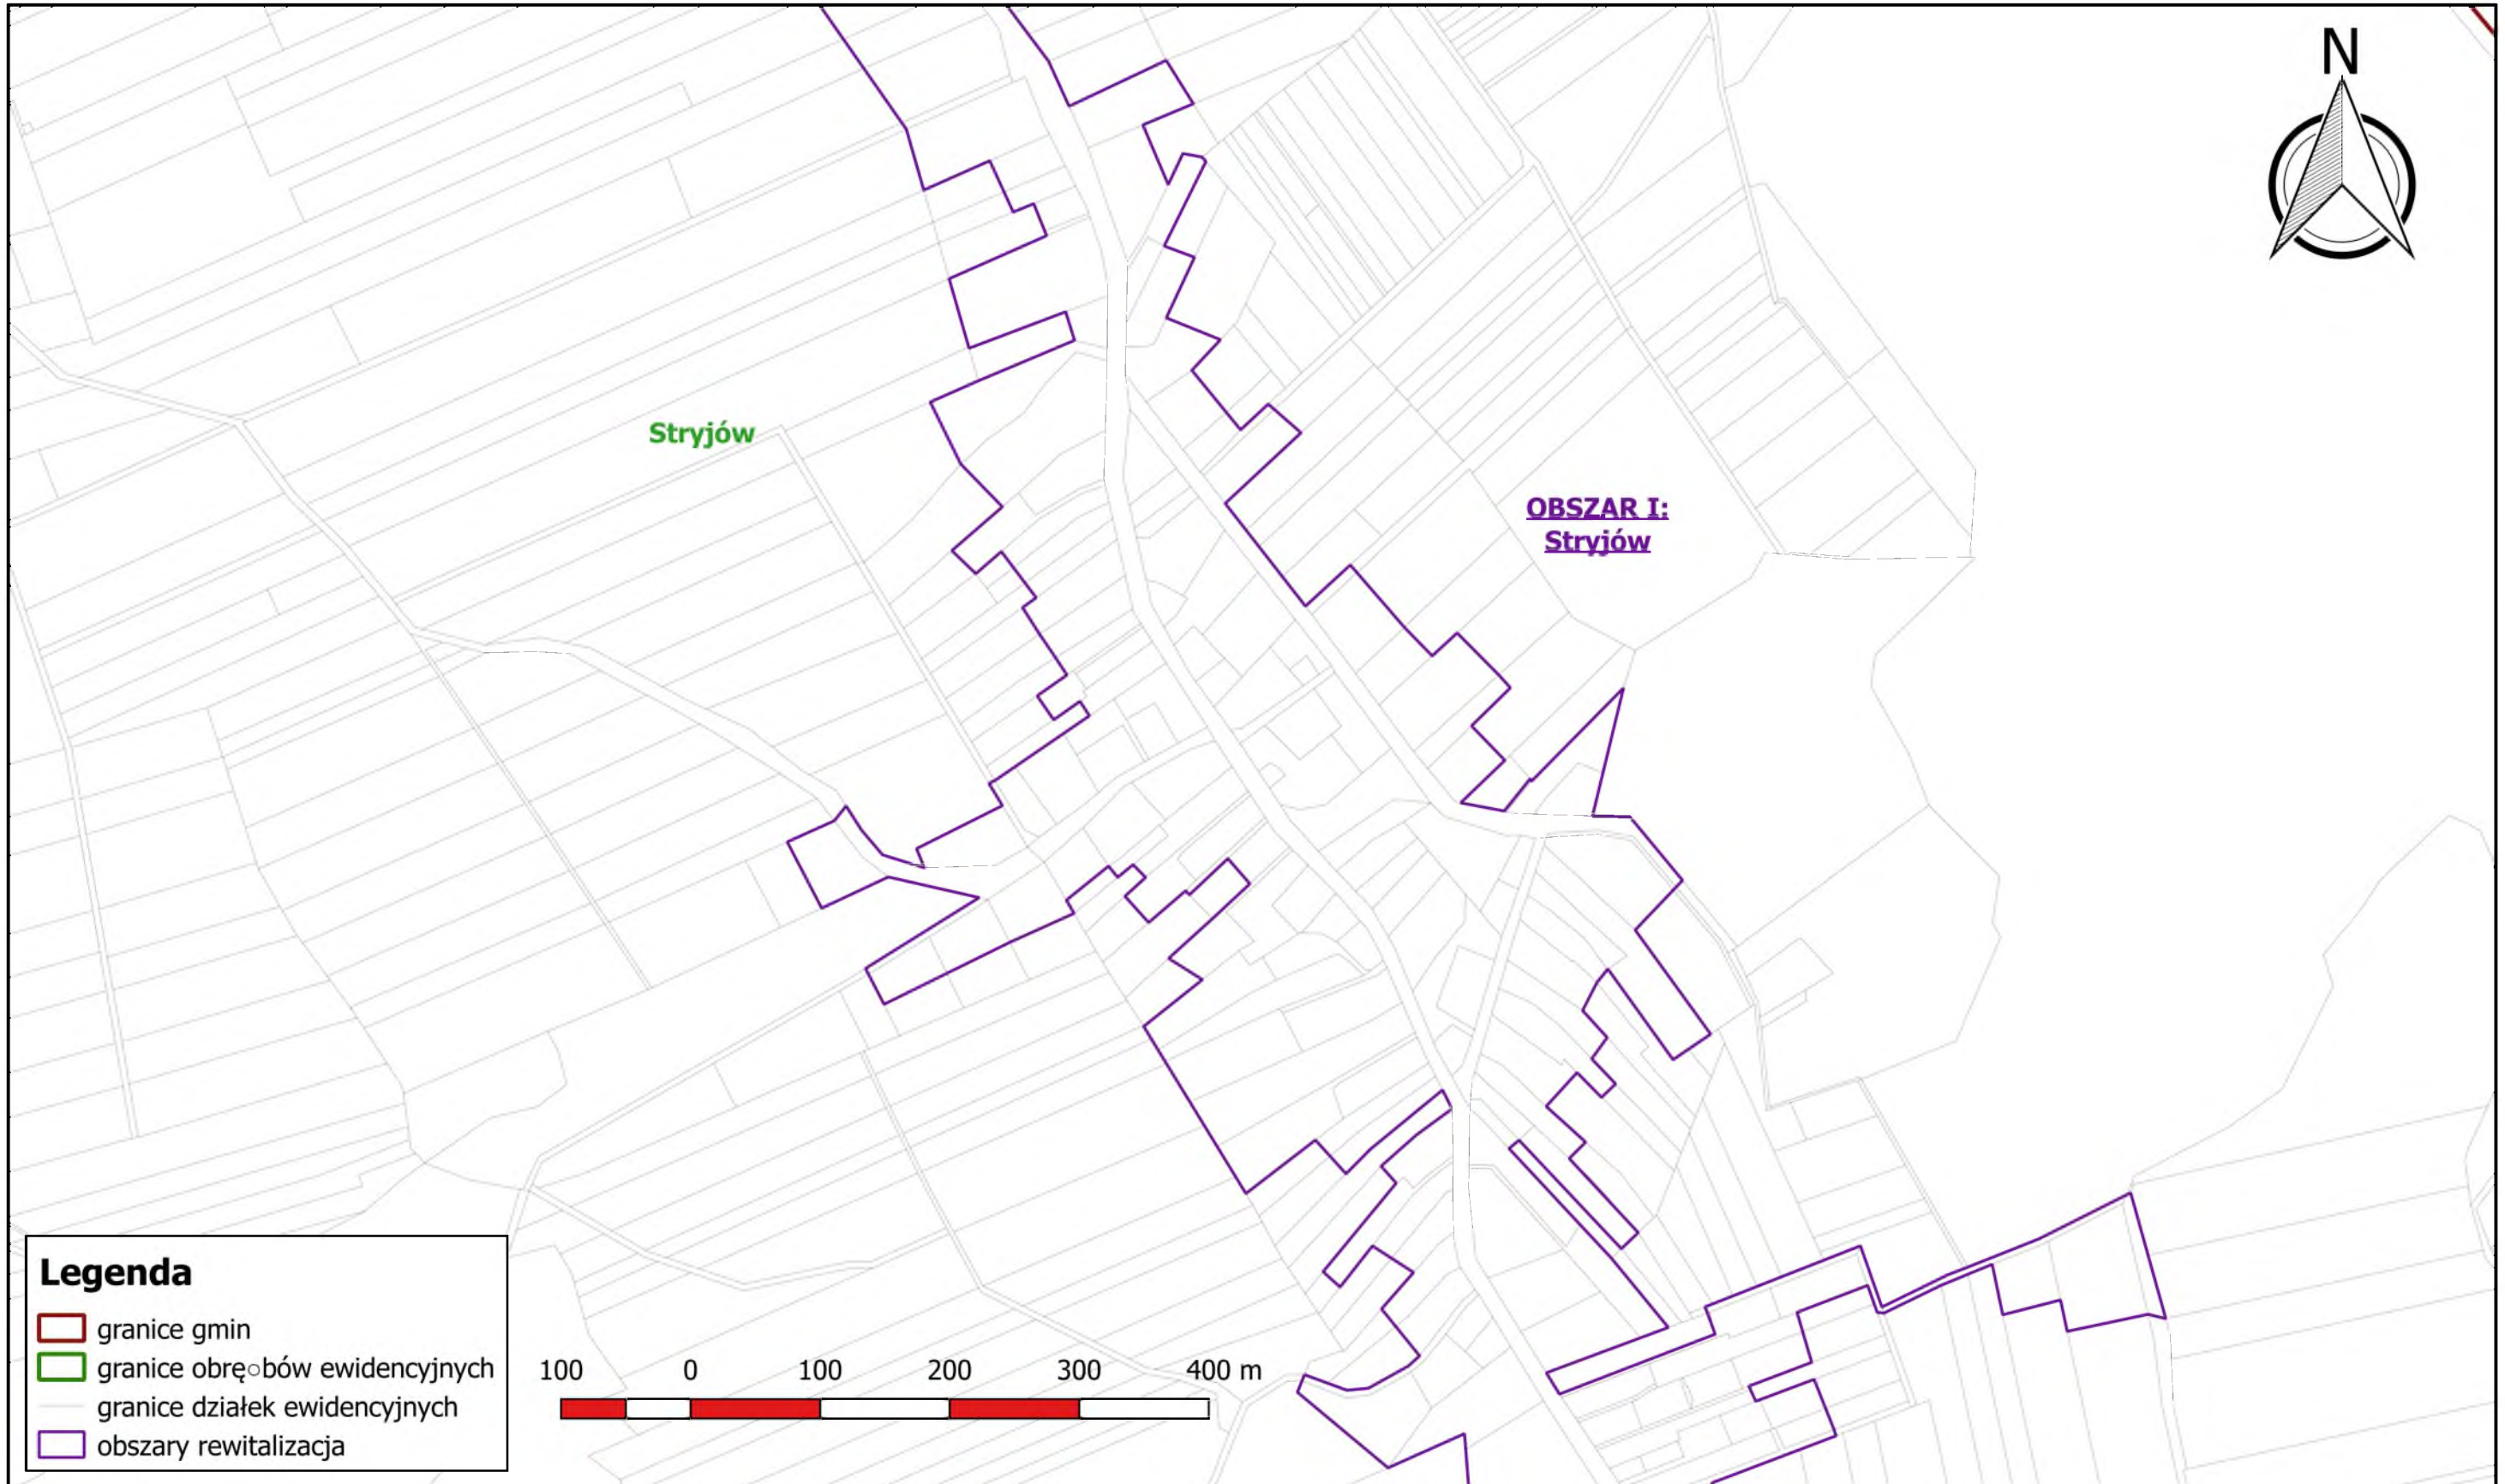 N
Stryjów
OBSZAR I:
Stryjów
Legenda
granice gmin
granice obrę○bów ewidencyjnych
granice działek ewidencyjnych
obszary rewitalizacja
100 0 100 200 300 400 m